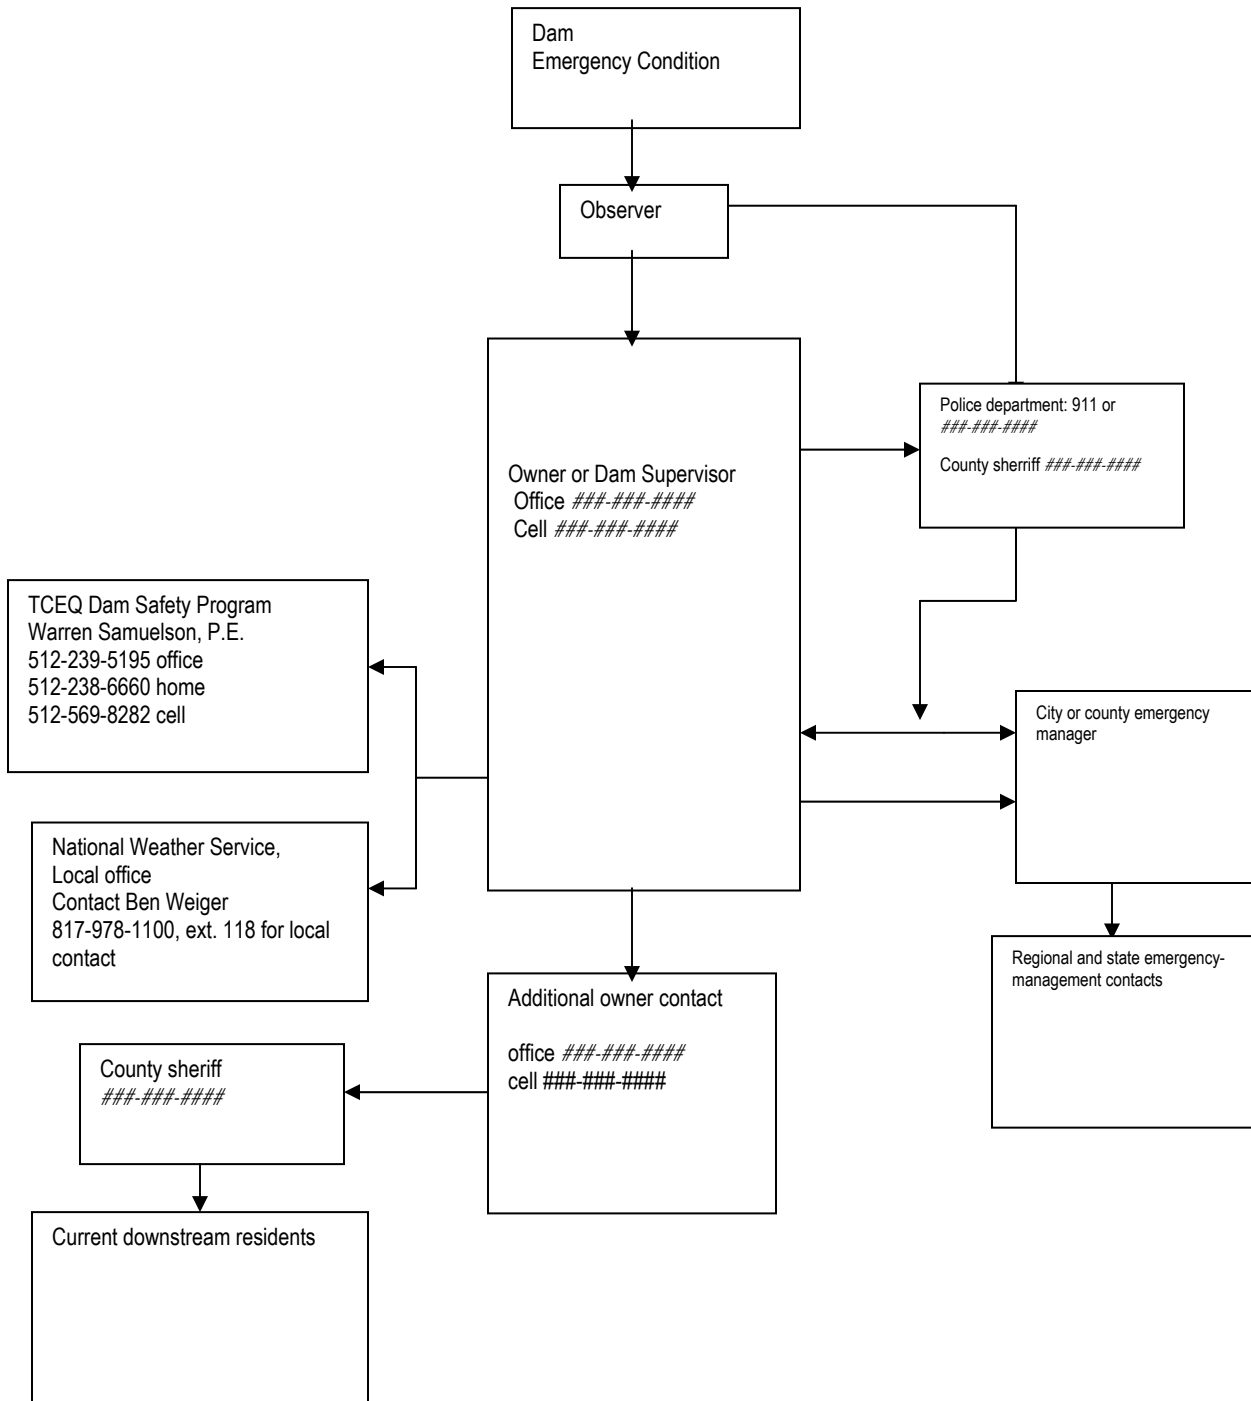 Dam
Emergency Condition
Observer
Police department: 911 or
###-###-####
County sherriff ###-###-####
Owner or Dam Supervisor
Office ###-###-####
Cell ###-###-####
TCEQ Dam Safety Program
Warren Samuelson, P.E.
512-239-5195 office
512-238-6660 home
512-569-8282 cell
City or county emergency
manager
National Weather Service,
Local office
Contact Ben Weiger
817-978-1100, ext. 118 for local
contact
Regional and state emergency-
management contacts
Additional owner contact
office ###-###-####
cell ###-###-####
County sheriff
###-###-####
Current downstream residents